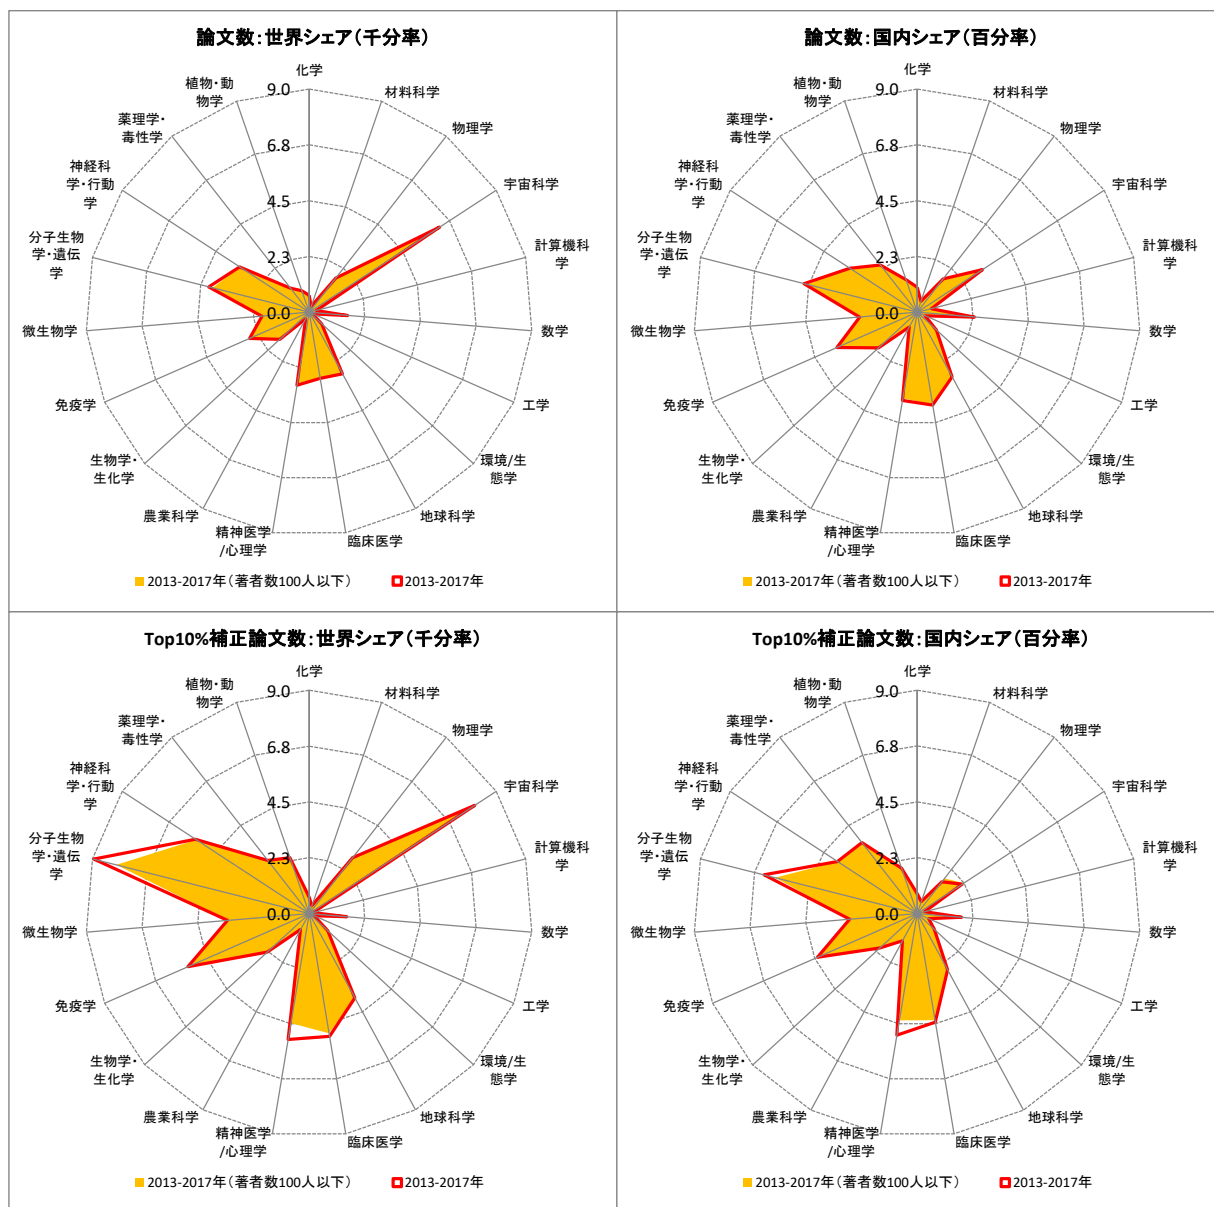 論文数：世界シェア（千分率）
化学
材料科学
物理学
宇宙科学
計算機科
学
数学
工学
環境/生
態学
地球科学
臨床医学
精神医学
/心理学
農業科学
生物学・
生化学
免疫学
微生物学
分子生物
学・遺伝
学
神経科
学・行動
学
薬理学・
毒性学
植物・動
物学
9.0
6.8
4.5
2.3
0.0
2013-2017年（著者数100人以下）
2013-2017年
論文数：国内シェア（百分率）
化学
材料科学
物理学
宇宙科学
計算機科
学
数学
工学
環境/生
態学
地球科学
臨床医学
精神医学
/心理学
農業科学
生物学・
生化学
免疫学
微生物学
分子生物
学・遺伝
学
神経科
学・行動
学
薬理学・
毒性学
植物・動
物学
9.0
6.8
4.5
2.3
0.0
2013-2017年（著者数100人以下）
2013-2017年
Top10%補正論文数：世界シェア（千分率）
化学
材料科学
物理学
宇宙科学
計算機科
学
数学
工学
環境/生
態学
地球科学
臨床医学
精神医学
/心理学
農業科学
生物学・
生化学
免疫学
微生物学
分子生物
学・遺伝
学
神経科
学・行動
学
薬理学・
毒性学
植物・動
物学
9.0
6.8
4.5
2.3
0.0
2013-2017年（著者数100人以下）
2013-2017年
Top10%補正論文数：国内シェア（百分率）
化学
材料科学
物理学
宇宙科学
計算機科
学
数学
工学
環境/生
態学
地球科学
臨床医学
精神医学
/心理学
農業科学
生物学・
生化学
免疫学
微生物学
分子生物
学・遺伝
学
神経科
学・行動
学
薬理学・
毒性学
植物・動
物学
9.0
6.8
4.5
2.3
0.0
2013-2017年（著者数100人以下）
2013-2017年